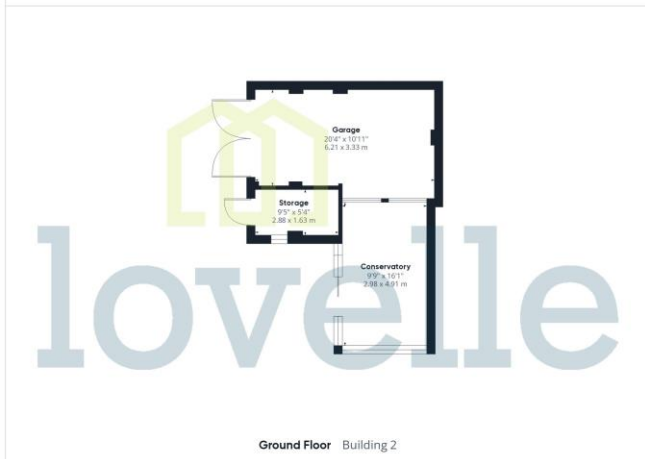 Garage
20'4" x 10'11"
6.21 x 3.33 m
Storage
9'5" x 5'4"
2.88 x 1.63 m
Conservatory
9'9" x 16'1"
2.98 x 4.91 m
lovelle
Ground Floor Building 2